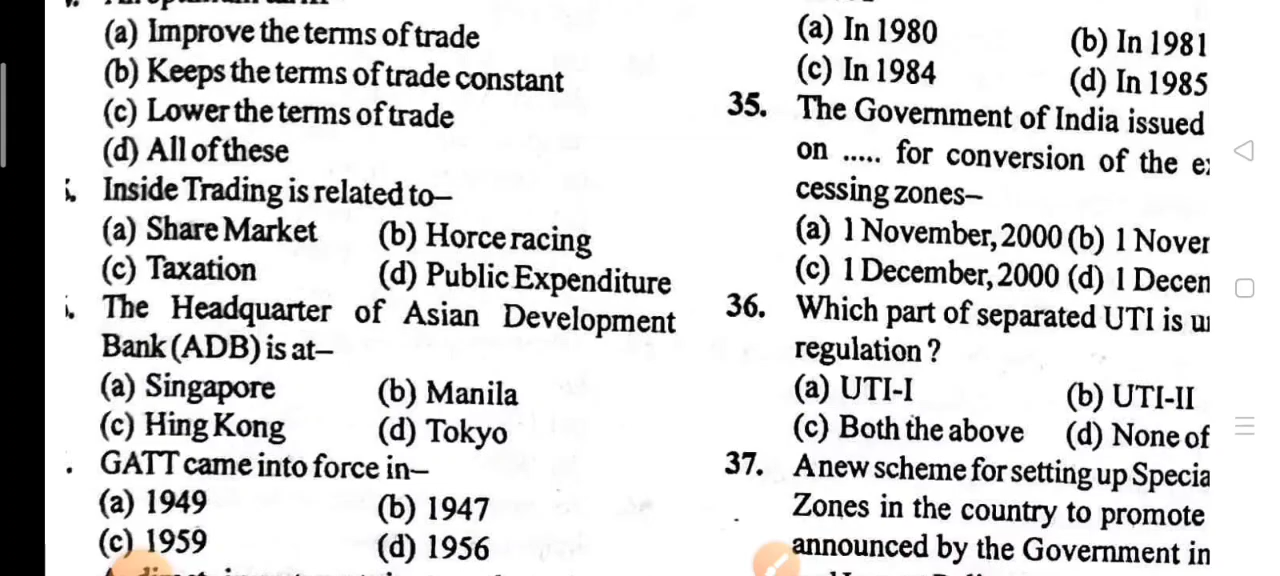 (a) Improve the terms of trade
(b) Keeps the terms of trade constant
(c) Lower the terms of trade
(d) All of these
Inside Trading is related to–
(a) Share Market (b) Horce racing
(c) Taxation (d) Public Expenditure
The Headquarter of Asian Development
Bank (ADB) is at–
(a) Singapore (b) Manila
(c) Hing Kong (d) Tokyo
GATT came into force in–
(a) 1949 (b) 1947
(c) 1959 (d) 1956
(a) In 1980 (b) In 1981
(c) In 1984 (d) In 1985
35. The Government of India issued
on ..... for conversion of the
cessing zones–
(a) 1 November, 2000 (b) 1
(c) 1 December, 2000 (d) 1
36. Which part of separated UTI is
regulation ?
(a) UTI-I (b) UTI-II
(c) Both the above (d) None of
37. A new scheme for setting up
Zones in the country to promote
announced by the Government in